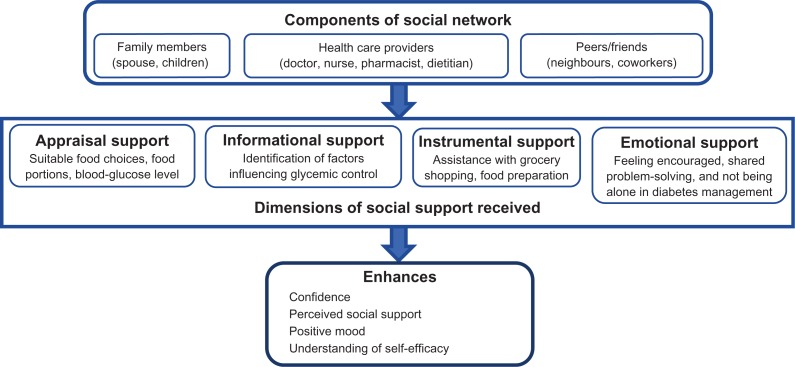 Components of social network
Family members
(spouse, children)
Health care providers
(doctor, nurse, pharmacist, dietitian)
Peers/friends
(neighbours, coworkers)
Appraisal support
Suitable food choices, food
portions, blood-glucose level
Informational support
Identification of factors
influencing glycemic control
Instrumental support
Assistance with grocery
shopping, food preparation
Emotional support
Feeling encouraged, shared
problem-solving, and not being
alone in diabetes management
Dimensions of social support received
Enhances
Confidence
Perceived social support
Positive mood
Understanding of self-efficacy